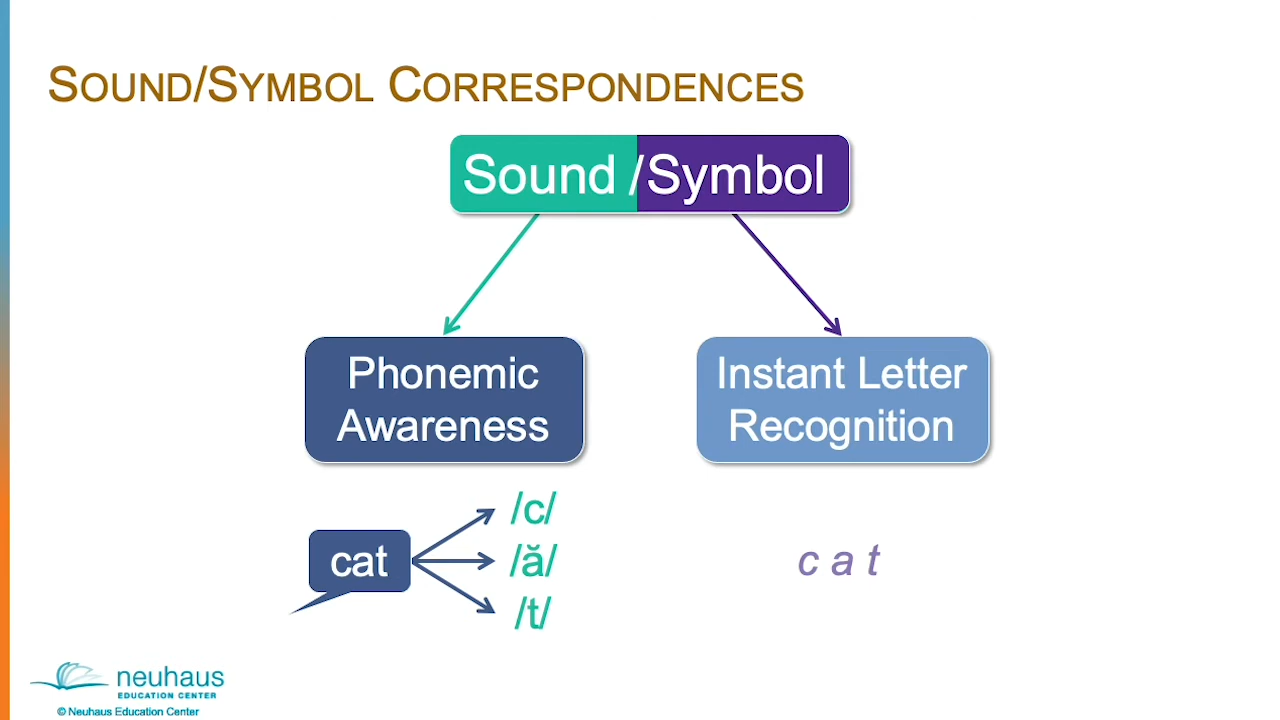 SOUND/SYMBOL CORRESPONDENCES
Sound /Symbol
Phonemic
Awareness
Instant Letter
Recognition
cat
/c/
/ă/
/t/
c a t
neuhaus
EDUCATION CENTER
© Neuhaus Education Center